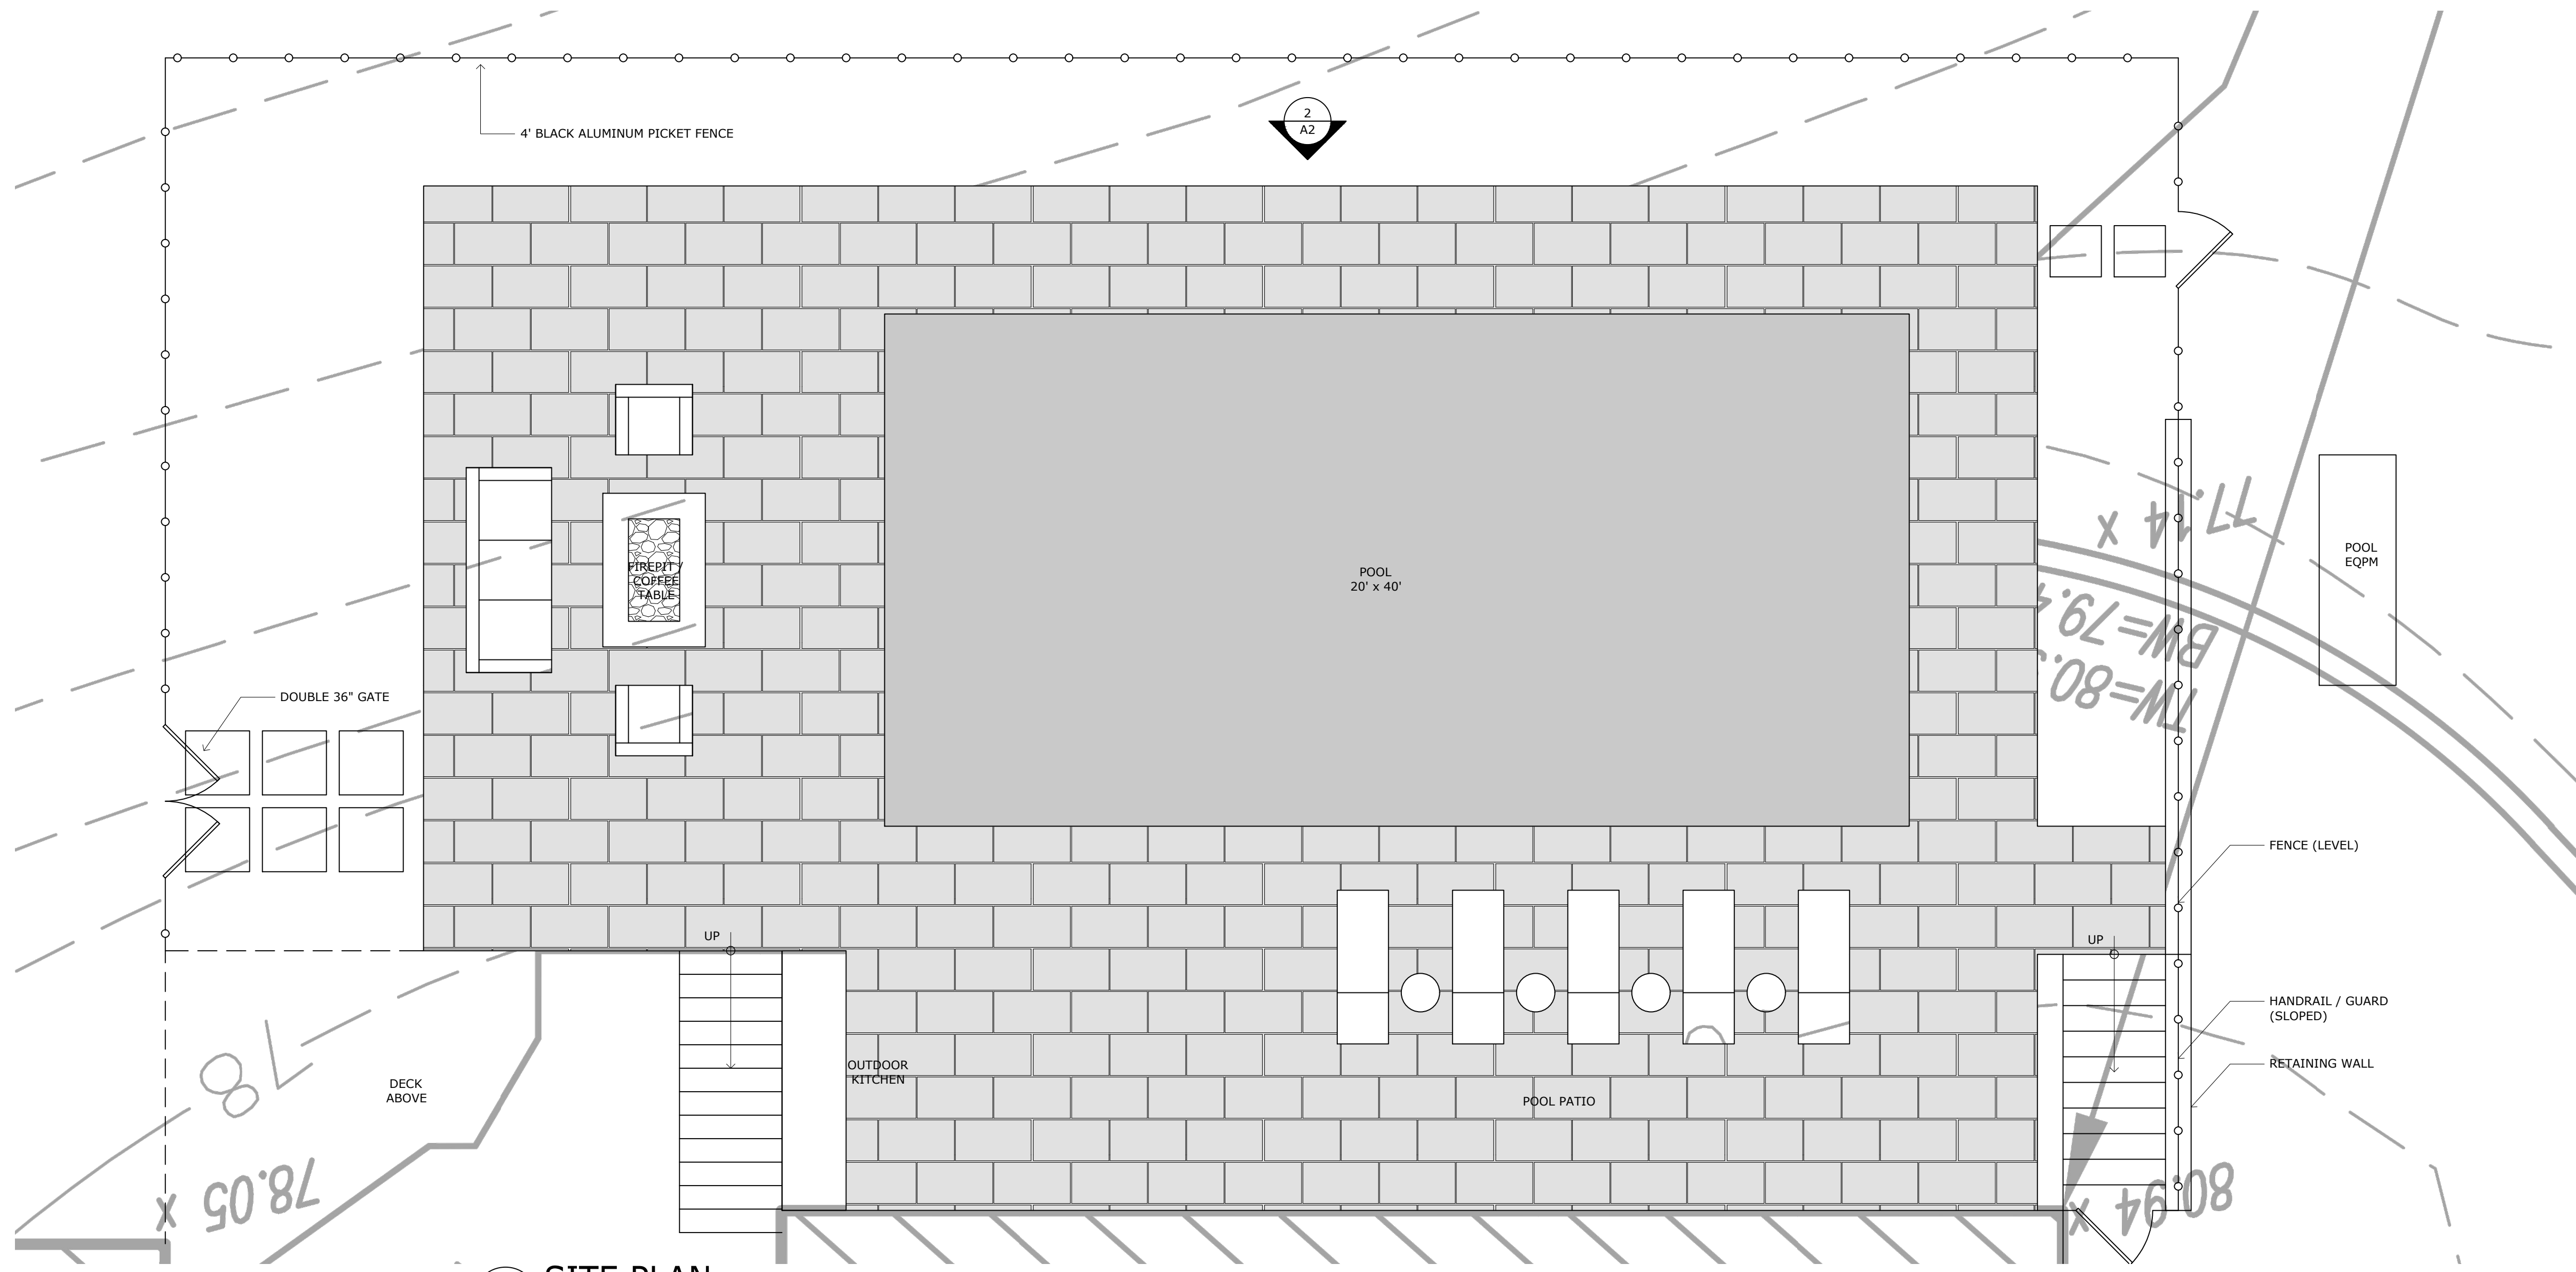 2
A2
4' BLACK ALUMINUM PICKET FENCE
77.14 x
POOL
EQPM
FIREPIT /
COFFEE
TABLE
POOL
20' x 40'
BW=79.4
TW=80.
DOUBLE 36" GATE
FENCE (LEVEL)
UP
UP
HANDRAIL / GUARD
(SLOPED)
RETAINING WALL
OUTDOOR
KITCHEN
78
DECK
ABOVE
POOL PATIO
78.05 x
80.94 x
SITE PLAN